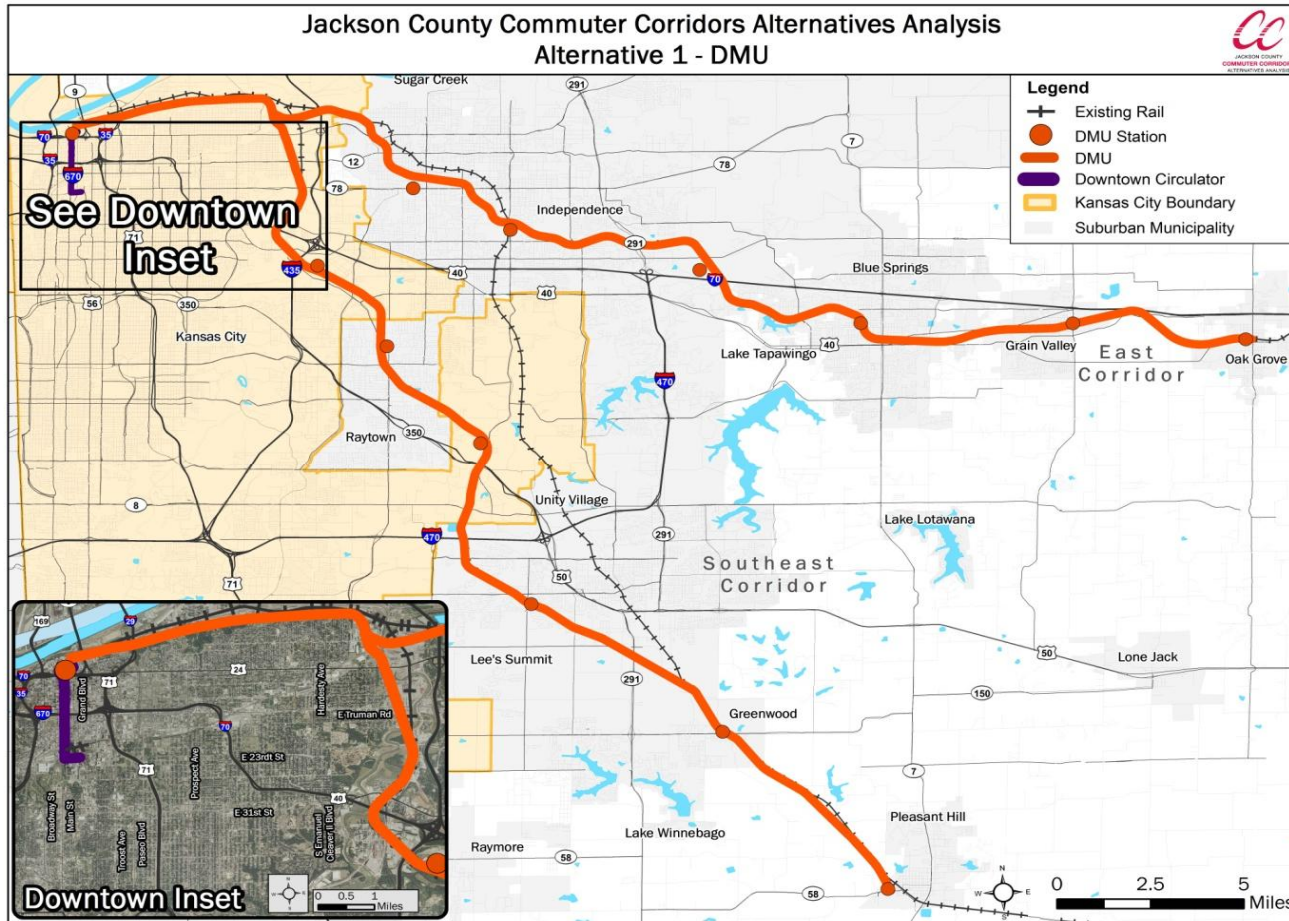 Jackson County Commuter Corridors Alternatives Analysis
Alternative 1 - DMU
CC
JACKSON COUNTY
COMMUTER CORRIDORS
ALTERNATIVES ANALYSIS
Legend
Existing Rail
DMU Station
DMU
Downtown Circulator
Kansas City Boundary
Suburban Municipality
Sugar Creek
9
291
7
70
35
35
12
78
78
670
See Downtown
Inset
Independence
71
291
435
40
70
Blue Springs
40
56
350
Kansas City
Lake Tapawingo
40
Grain Valley
East
Corridor
Oak Grove
470
Raytown
350
8
Unity Village
470
291
Lake Lotawana
Southeast
Corridor
50
71
Lee's Summit
50
Lone Jack
291
150
Greenwood
7
Pleasant Hill
Lake Winnebago
Raymore
58
58
N
W
E
S
0
2.5
5
Miles
169
29
70
35
71
24
670
Grand Blvd
Hardesty Ave
E Truman Rd
70
Prospect Ave
E 23rdt St
71
40
Broadway St
Main St
E 31st St
Troost Ave
Paseo Blvd
S Emanuel
Cleaver II Blvd
Downtown Inset
N
W
E
S
0
0.5
1
Miles